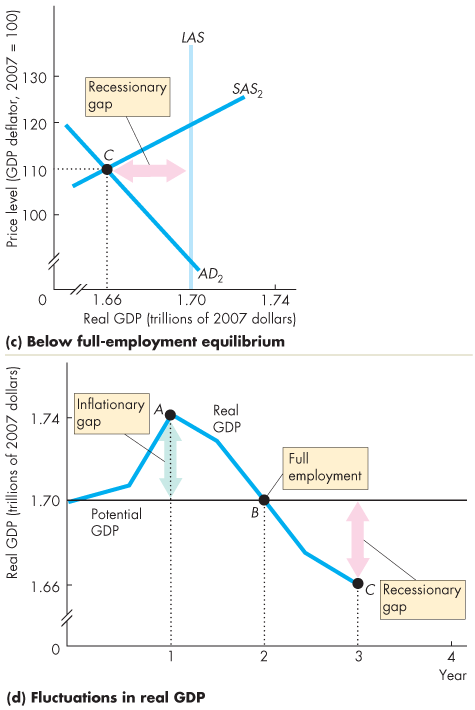 LAS
Price level (GDP deflator, 2007 = 100)
130
120
110
100
0
Recessionary
gap
SAS2
C
AD2
1.66
1.70
1.74
Real GDP (trillions of 2007 dollars)
(c) Below full-employment equilibrium
Real GDP (trillions of 2007 dollars)
1.74
1.70
1.66
0
Inflationary
gap
A
Real
GDP
Full
employment
Potential
GDP
B
C
Recessionary
gap
1
2
3
4
Year
(d) Fluctuations in real GDP